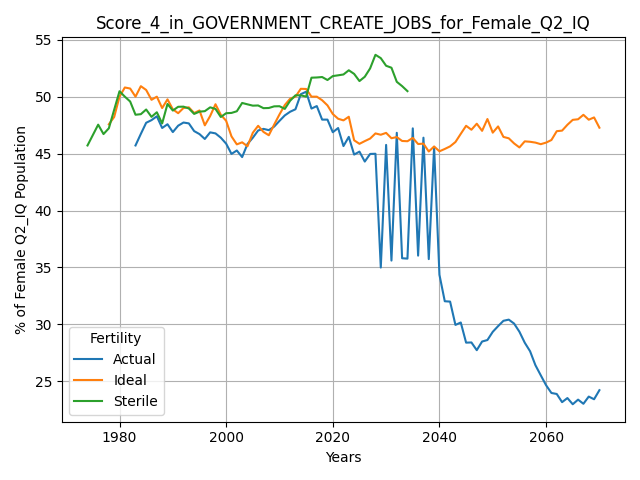 Score_4_in_GOVERNMENT_CREATE_JOBS_for_Female_Q2_IQ
% of Female Q2_IQ Population
55
50
45
40
35
30
25
Fertility
Actual
Ideal
Sterile
1980
2000
2020
2040
2060
Years